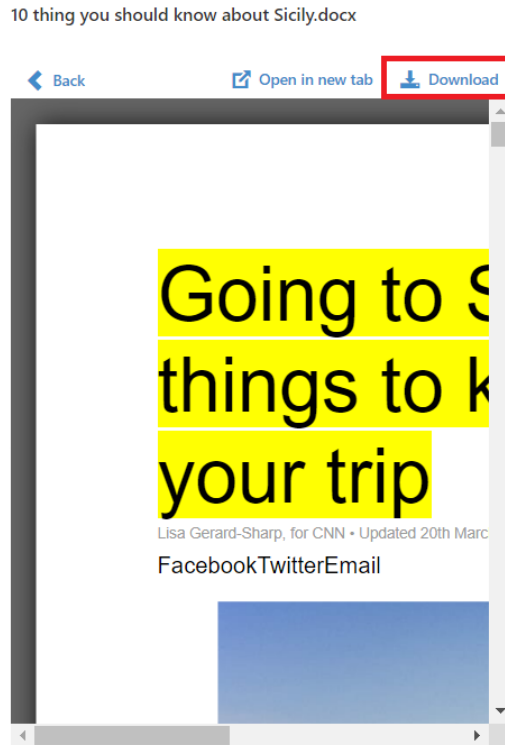 10 thing you should know about Sicily.docx
Back Open in new tab Download
Going to S
things to k
your trip
Lisa Gerard-Sharp, for CNN • Updated 20th Marc
FacebookTwitterEmail